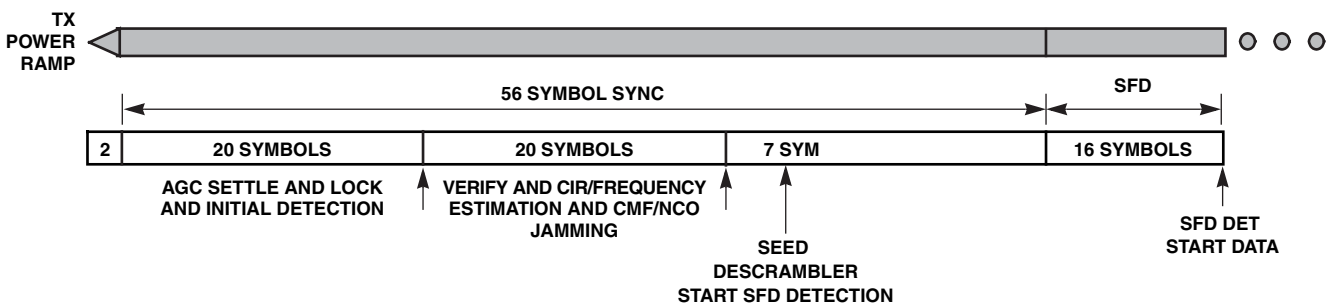 TX
POWER
RAMP
56 SYMBOL SYNC
SFD
2
20 SYMBOLS
20 SYMBOLS
7 SYM
16 SYMBOLS
AGC SETTLE AND LOCK
AND INITIAL DETECTION
VERIFY AND CIR/FREQUENCY
ESTIMATION AND CMF/NCO
JAMMING
SEED
DESCRAMBLER
START SFD DETECTION
SFD DET
START DATA